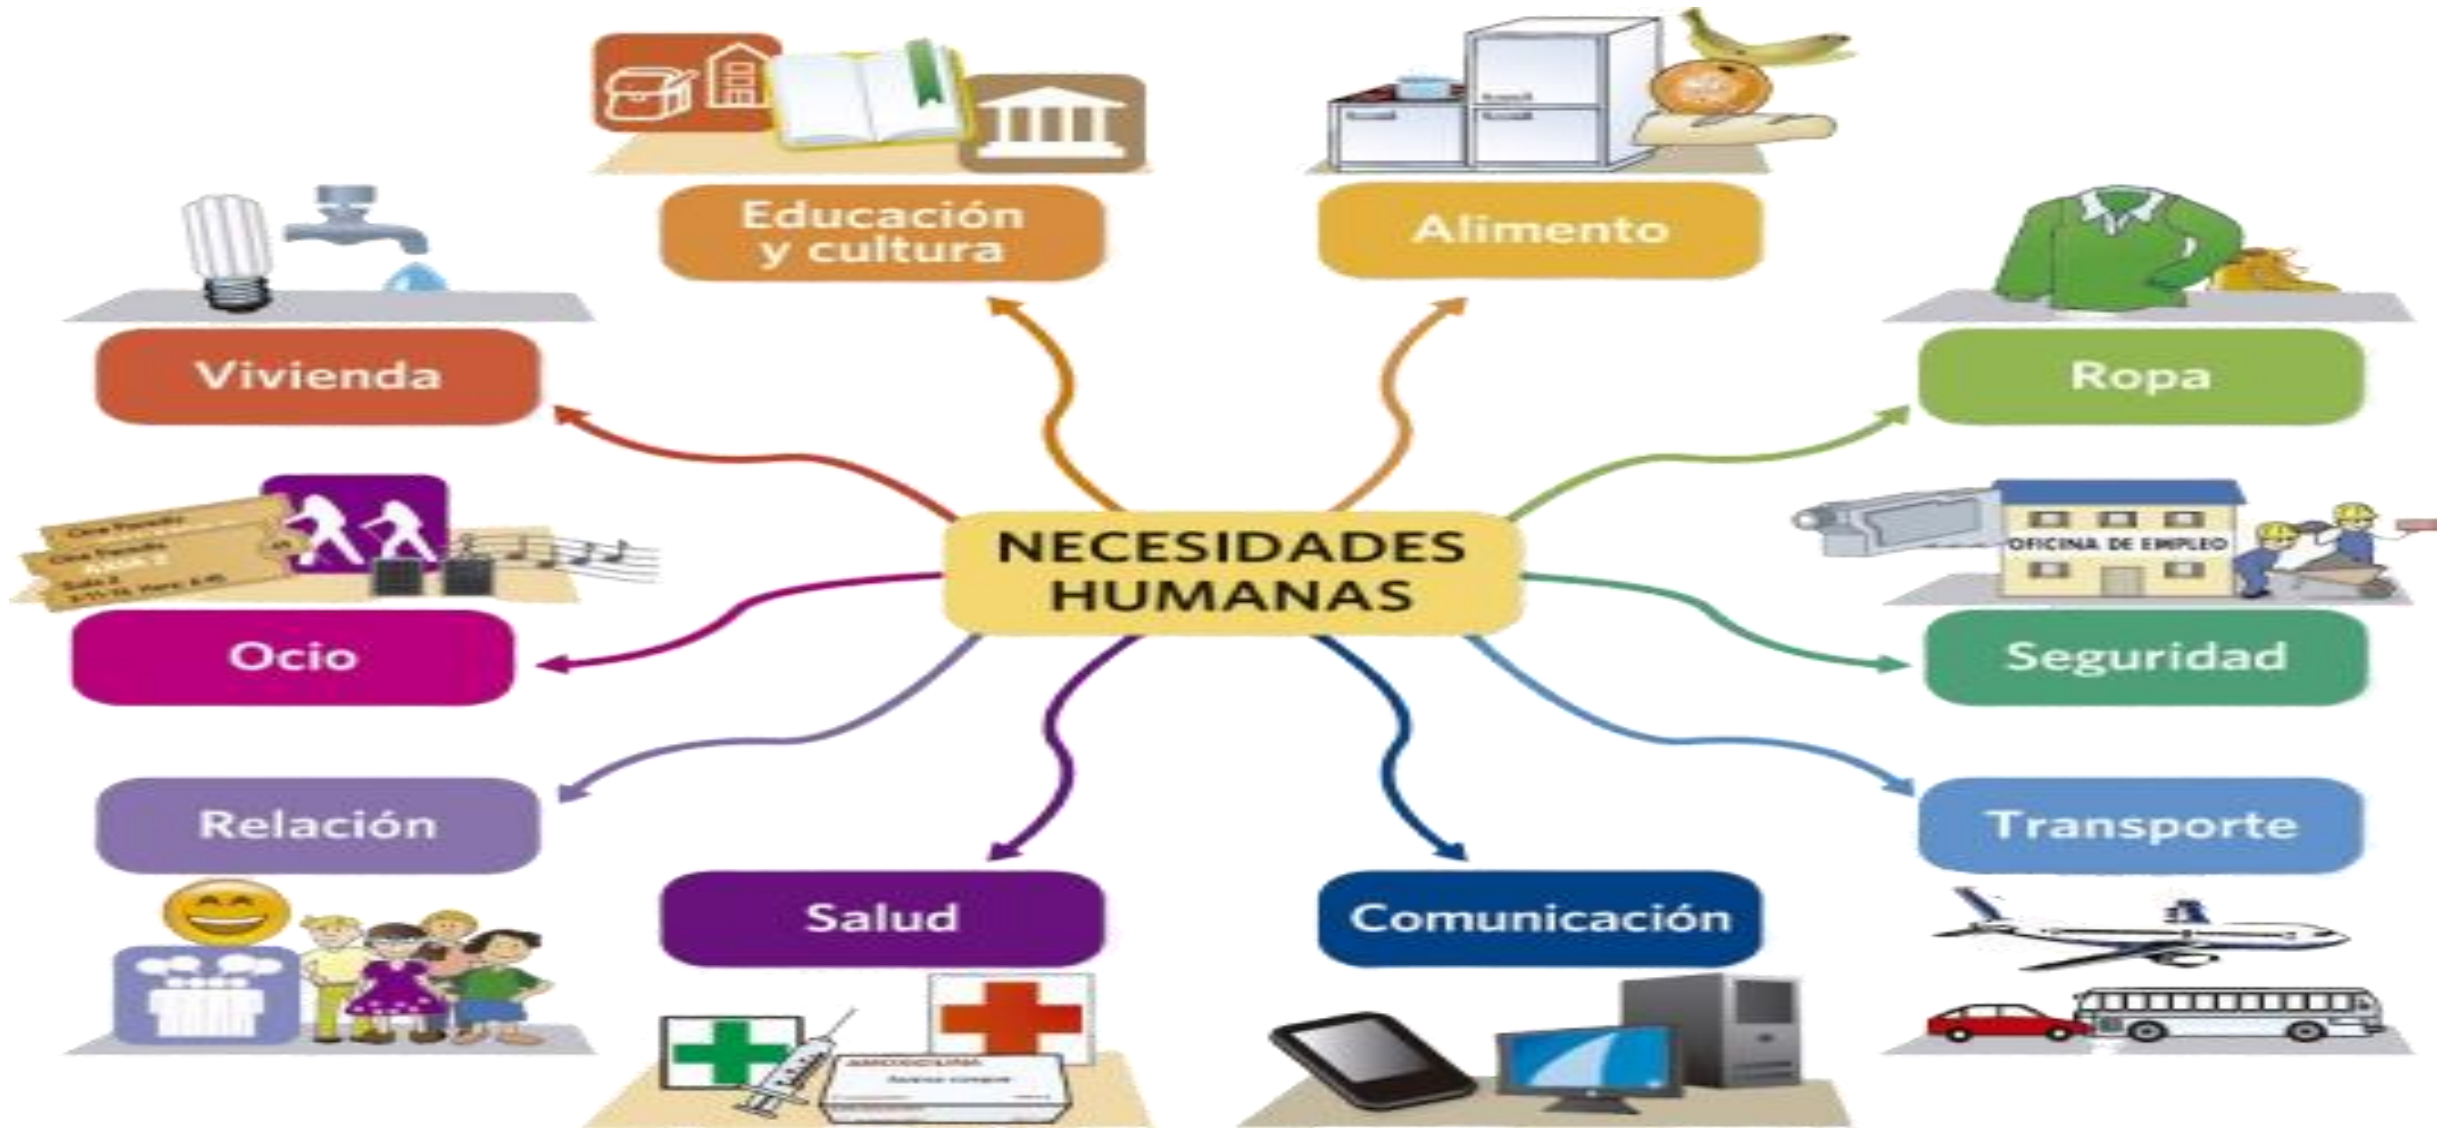 Educación
y cultura
Alimento
Vivienda
Ropa
NECESIDADES
HUMANAS
OFICINA DE EMPLEO
Ocio
Seguridad
Relación
Transporte
Salud
Comunicación